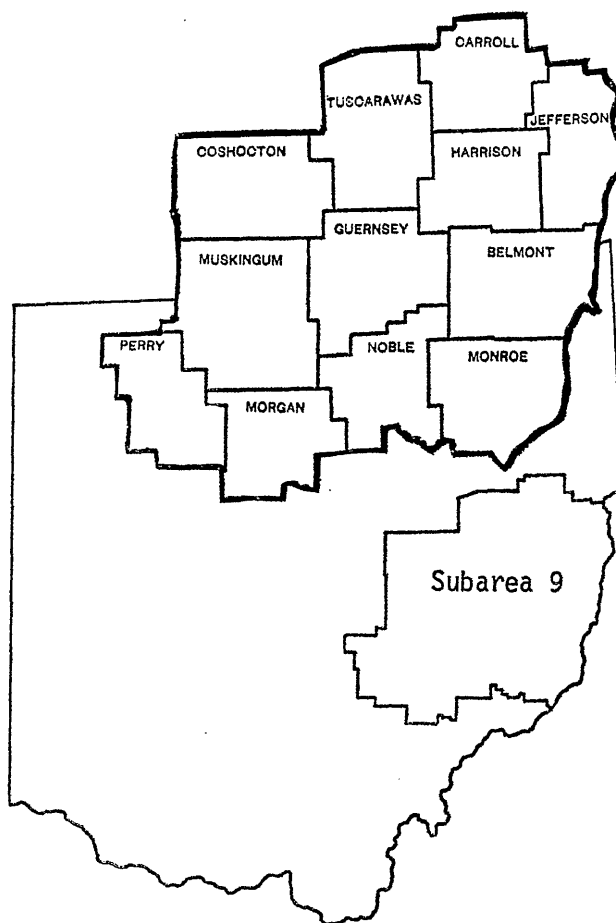 CARROLL
TUSCARAWAS
JEFFERSON
COSHOCTON
HARRISON
GUERNSEY
MUSKINGUM
BELMONT
PERRY
NOBLE
MONROE
MORGAN
Subarea 9